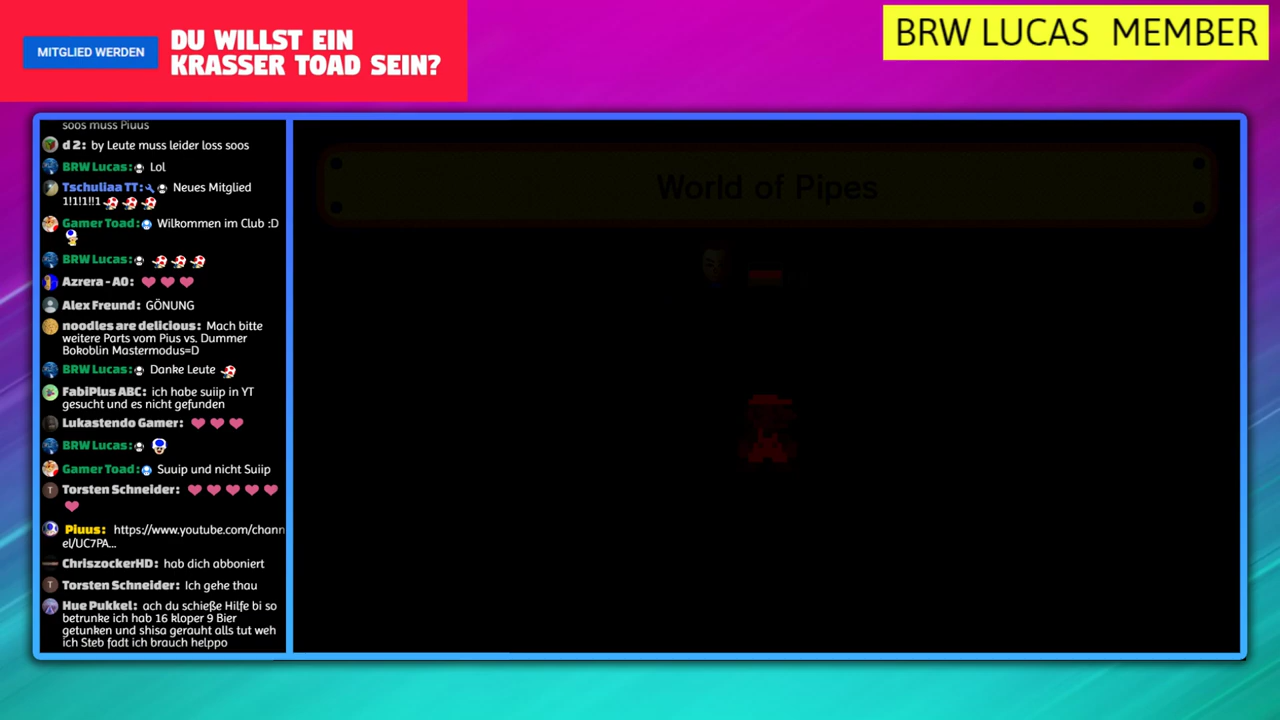 MITGLIED WERDEN
DU WILLST EIN
KRASSER TOAD SEIN?
BRW LUCAS MEMBER
soos muss Piuus
d 2: by Leute muss leider loss soos
BRW Lucas: Lol
Tschuliaa TT: Neues Mitglied
1!1!1!!1
Gamer Toad: Wilkommen im Club :D
BRW Lucas:
Azrera - AO:
Alex Freund: GÖNUNG
noodles are delicious: Mach bitte
weitere Parts vom Pius vs. Dummer
Bokoblin Mastermodus=D
BRW Lucas: Danke Leute
FabiPlus ABC: ich habe suiip in YT
gesucht und es nicht gefunden
Lukastendo Gamer:
BRW Lucas:
Gamer Toad: Suuip und nicht Suiip
Torsten Schneider:
T
Piuus: https://www.youtube.com/chann
el/UC7PA...
ChriszockerHD: hab dich abboniert
Torsten Schneider: Ich gehe thau
T
Hue Pukkel: ach du schieße Hilfe bi so
betrunke ich hab 16 kloper 9 Bier
getunken und shisa gerauht alls tut weh
ich Steb fadt ich brauch helppo
World of Pipes